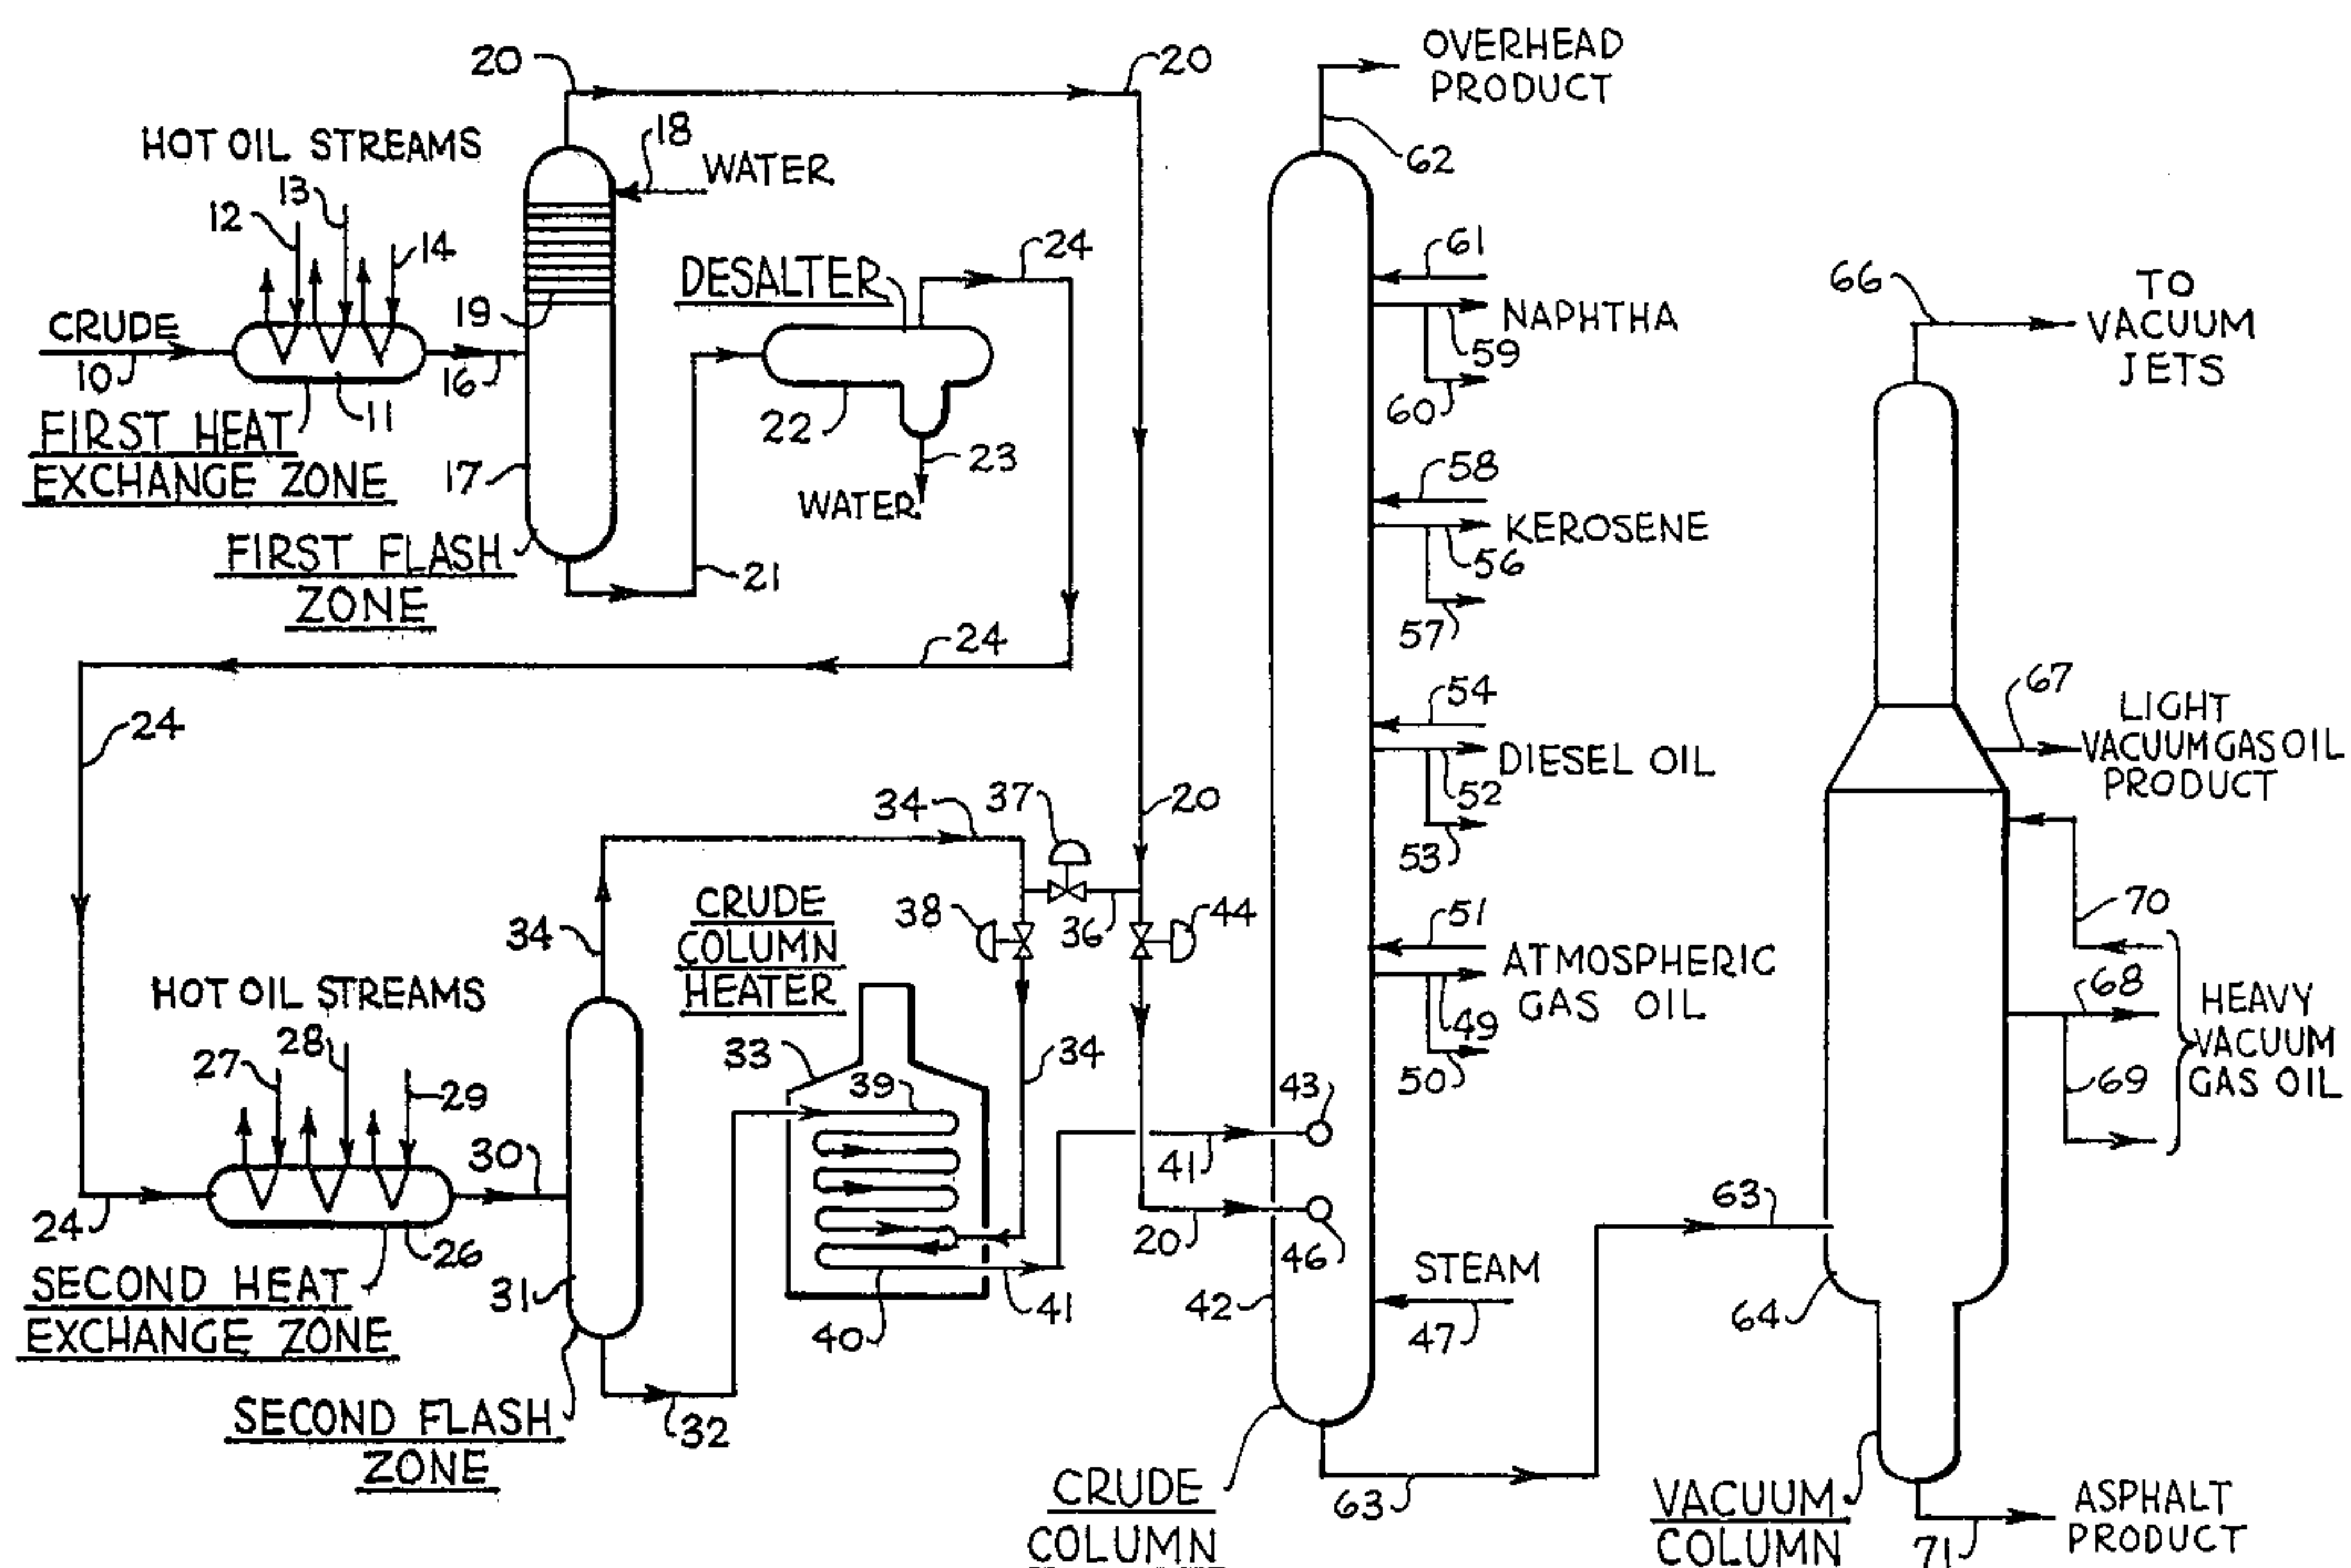 20
20
OVERHEAD
PRODUCT
HOT OIL STREAMS
18
WATER
62
13
12
14
24
61
66
TO
VACUUM
JETS
DESALTER
CRUDE
10
16
19
NAPHTHA
59
60
11
22
23
WATER
FIRST HEAT
EXCHANGE ZONE
17
58
KEROSENE
56
57
FIRST FLASH
ZONE
21
24
24
54
DIESEL OIL
52
53
67
LIGHT
VACUUM GAS OIL
PRODUCT
34
37
20
CRUDE
COLUMN
HEATER
38
36
44
51
ATMOSPHERIC
GAS OIL
49
50
70
68
HEAVY
VACUUM
GAS OIL
69
34
HOT OIL STREAMS
27
28
29
33
39
34
43
41
30
24
26
20
46
63
SECOND HEAT
EXCHANGE ZONE
31
40
41
42
STEAM
47
64
SECOND FLASH
ZONE
32
CRUDE
COLUMN
63
VACUUM
COLUMN
71
ASPHALT
PRODUCT